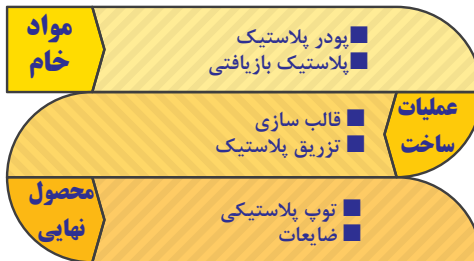 مواد
خام
■ پودر پلاستیک
■ پلاستیک بازیافتی
عملیات
ساخت
■ قالب سازی
■ تزریق پلاستیک
محصول
نهایی
■ توپ پلاستیکی
■ ضایعات